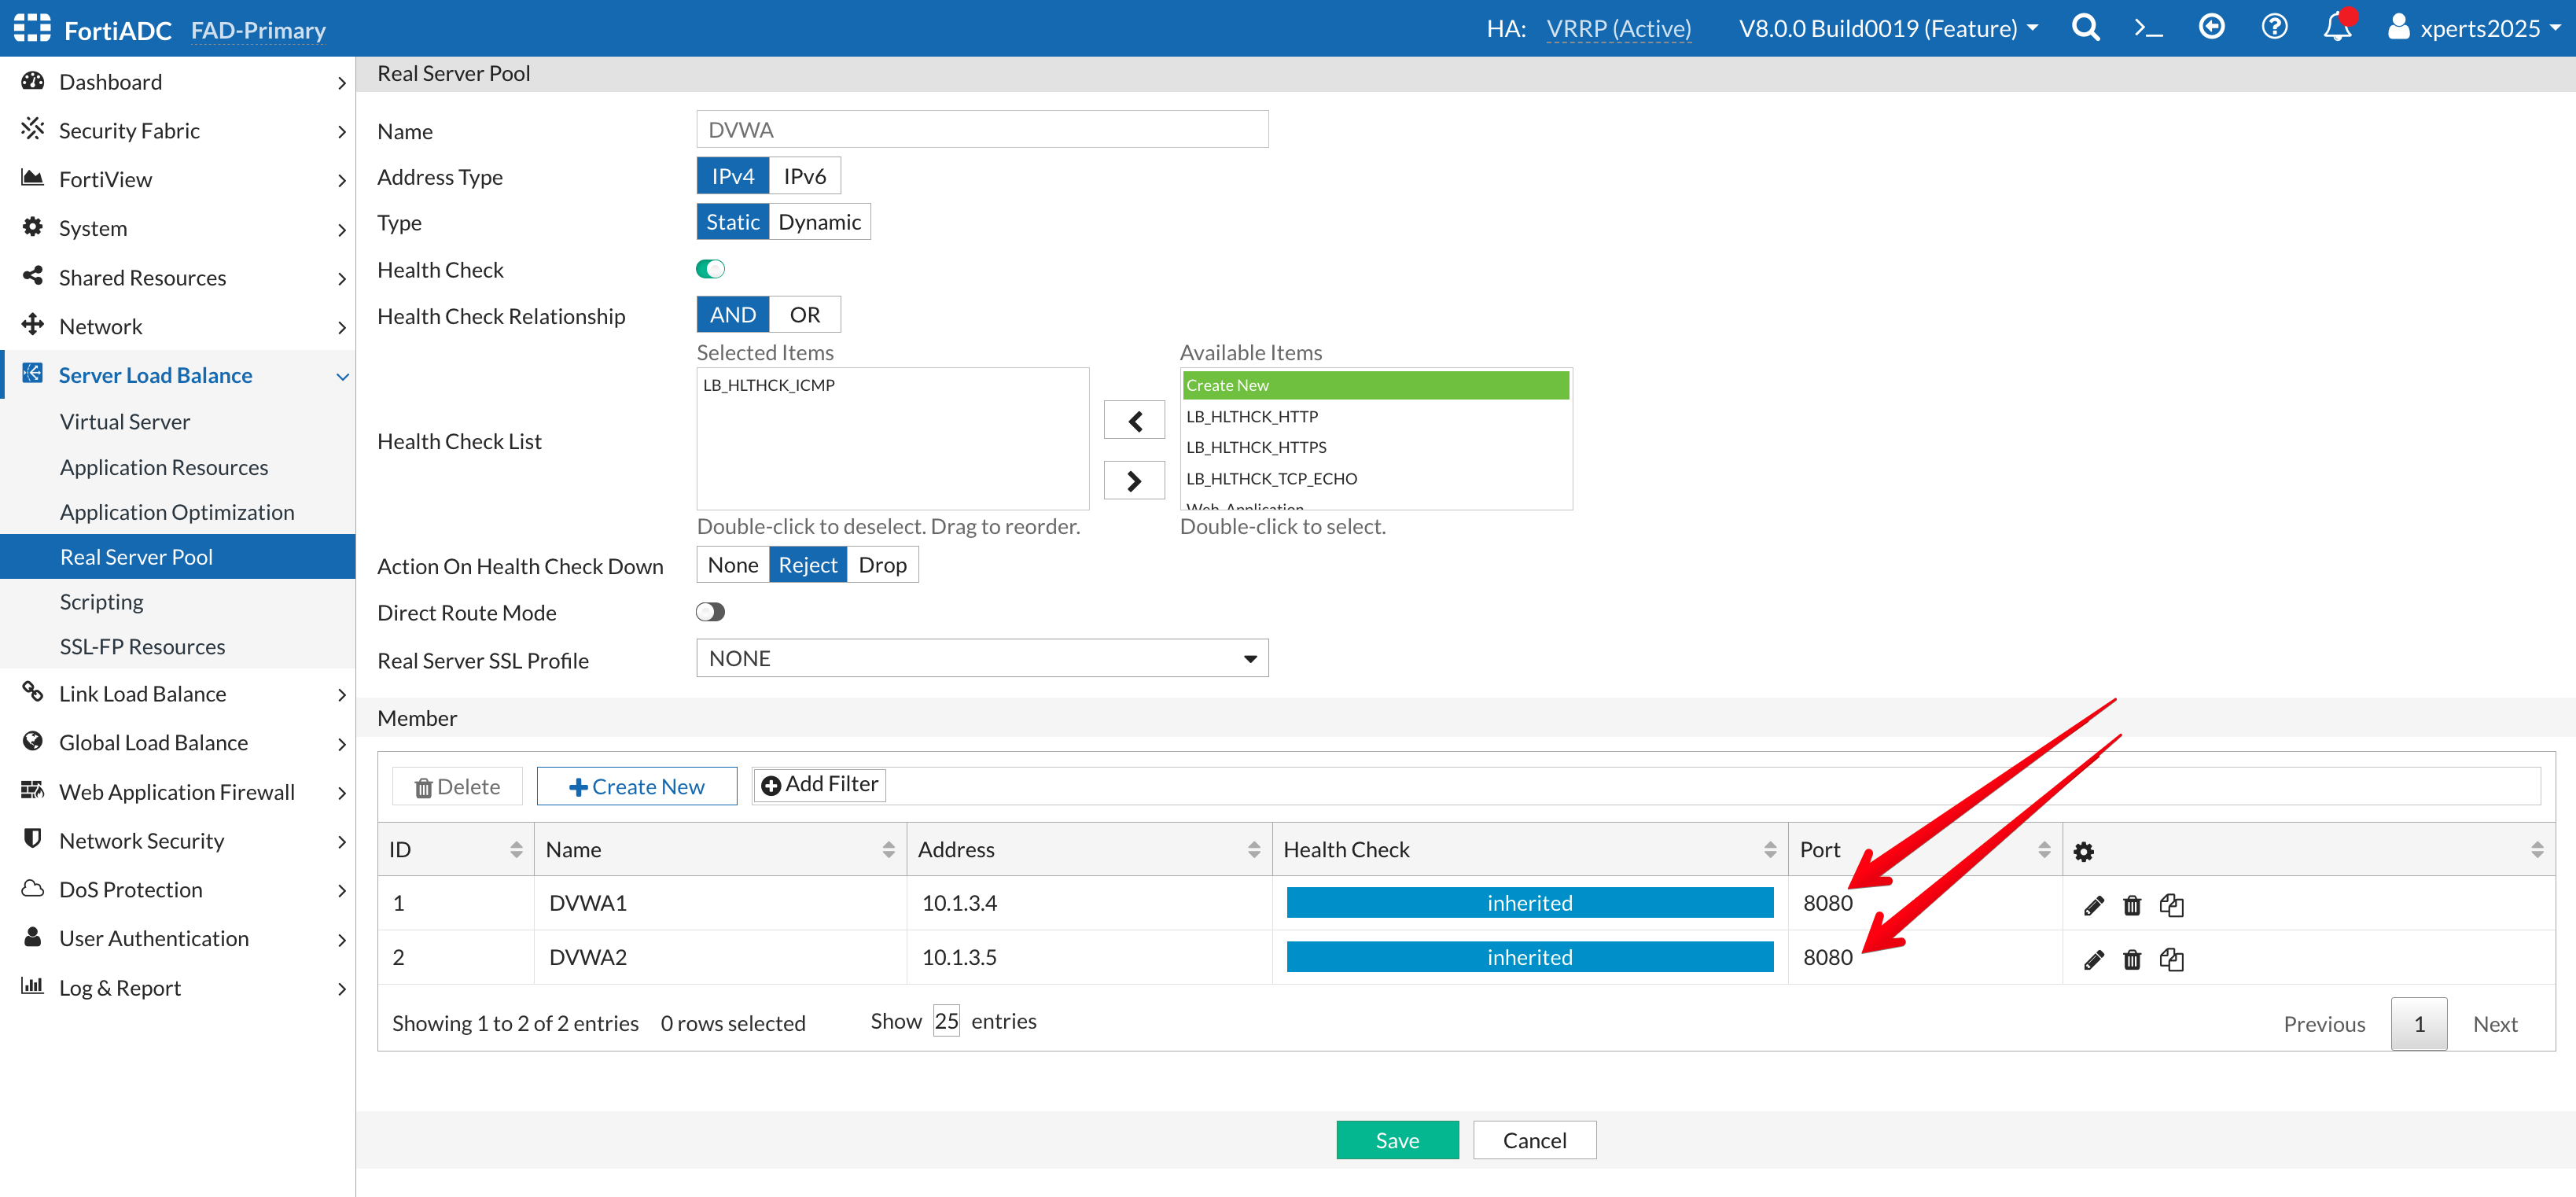 FortiADC FAD-Primary HA: VRRP (Active) V8.0.0 Build0019 (Feature) xperts2025
Dashboard
Security Fabric
FortiView
System
Shared Resources
Network
Server Load Balance
Virtual Server
Application Resources
Application Optimization
Real Server Pool
Scripting
SSL-FP Resources
Link Load Balance
Global Load Balance
Web Application Firewall
Network Security
DoS Protection
User Authentication
Log & Report
Real Server Pool
Name DVWA
Address Type IPv4 IPv6
Type Static Dynamic
Health Check
Health Check Relationship AND OR
Selected Items Available Items
Health Check List
LB_HLTHCK_ICMP
Create New
LB_HLTHCK_HTTP
LB_HLTHCK_HTTPS
LB_HLTHCK_TCP_ECHO
Web_Application
Double-click to deselect. Drag to reorder. Double-click to select.
Action On Health Check Down None Reject Drop
Direct Route Mode
Real Server SSL Profile NONE
Member
Delete Create New Add Filter
ID Name Address Health Check Port
1 DVWA1 10.1.3.4 inherited 8080
2 DVWA2 10.1.3.5 inherited 8080
Showing 1 to 2 of 2 entries 0 rows selected Show 25 entries Previous 1 Next
Save Cancel